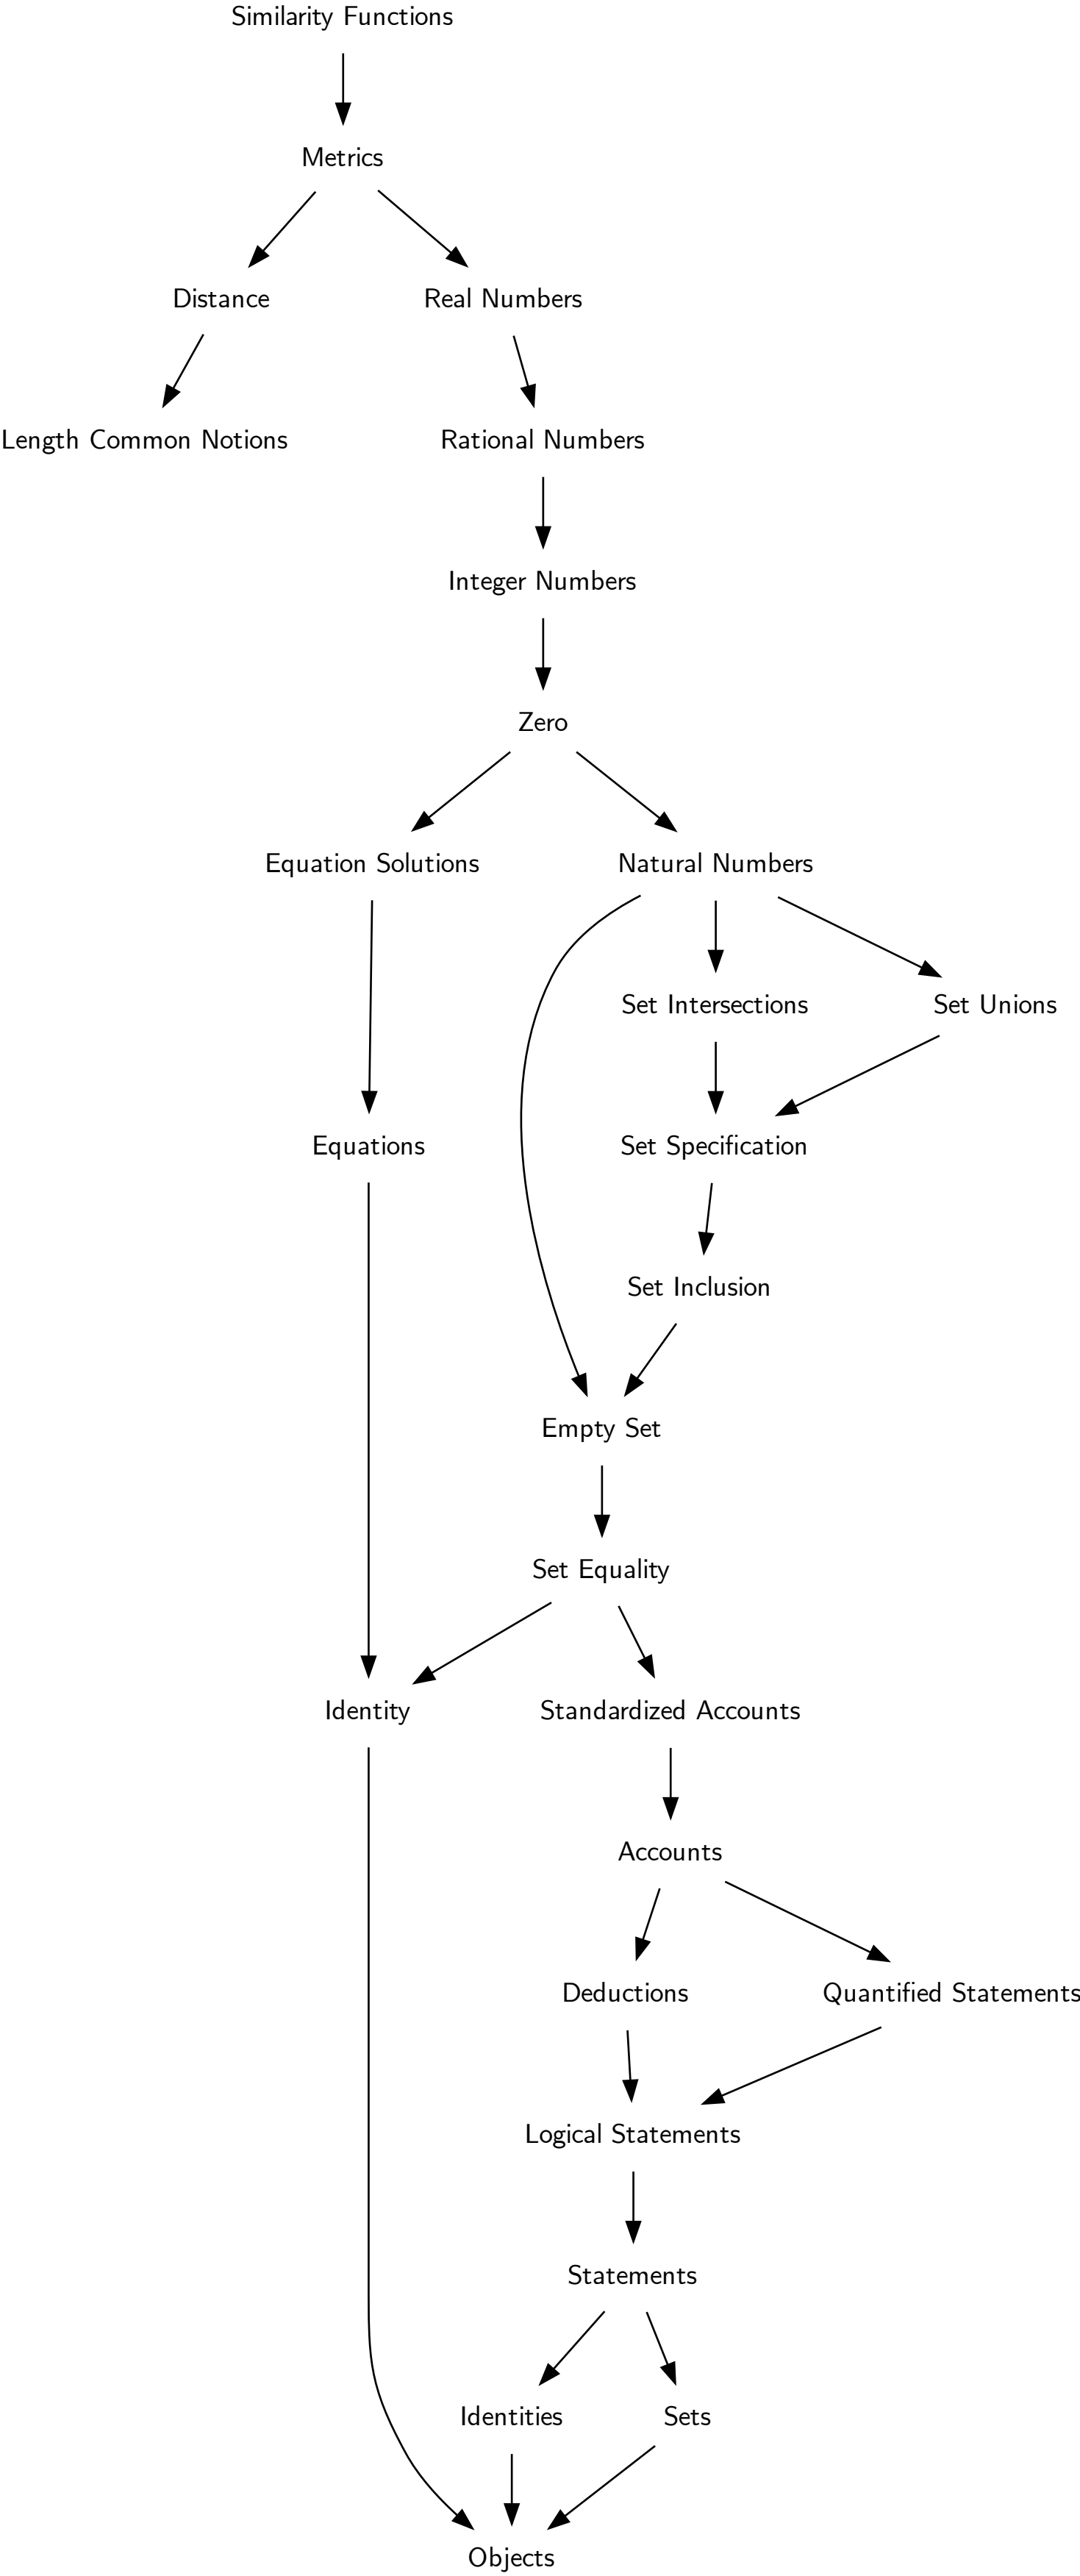 Similarity Functions
Metrics
Distance
Real Numbers
Length Common Notions
Rational Numbers
Integer Numbers
Zero
Equation Solutions
Natural Numbers
Set Intersections
Set Unions
Equations
Set Specification
Set Inclusion
Empty Set
Set Equality
Identity
Standardized Accounts
Accounts
Deductions
Quantified Statements
Logical Statements
Statements
Identities
Sets
Objects